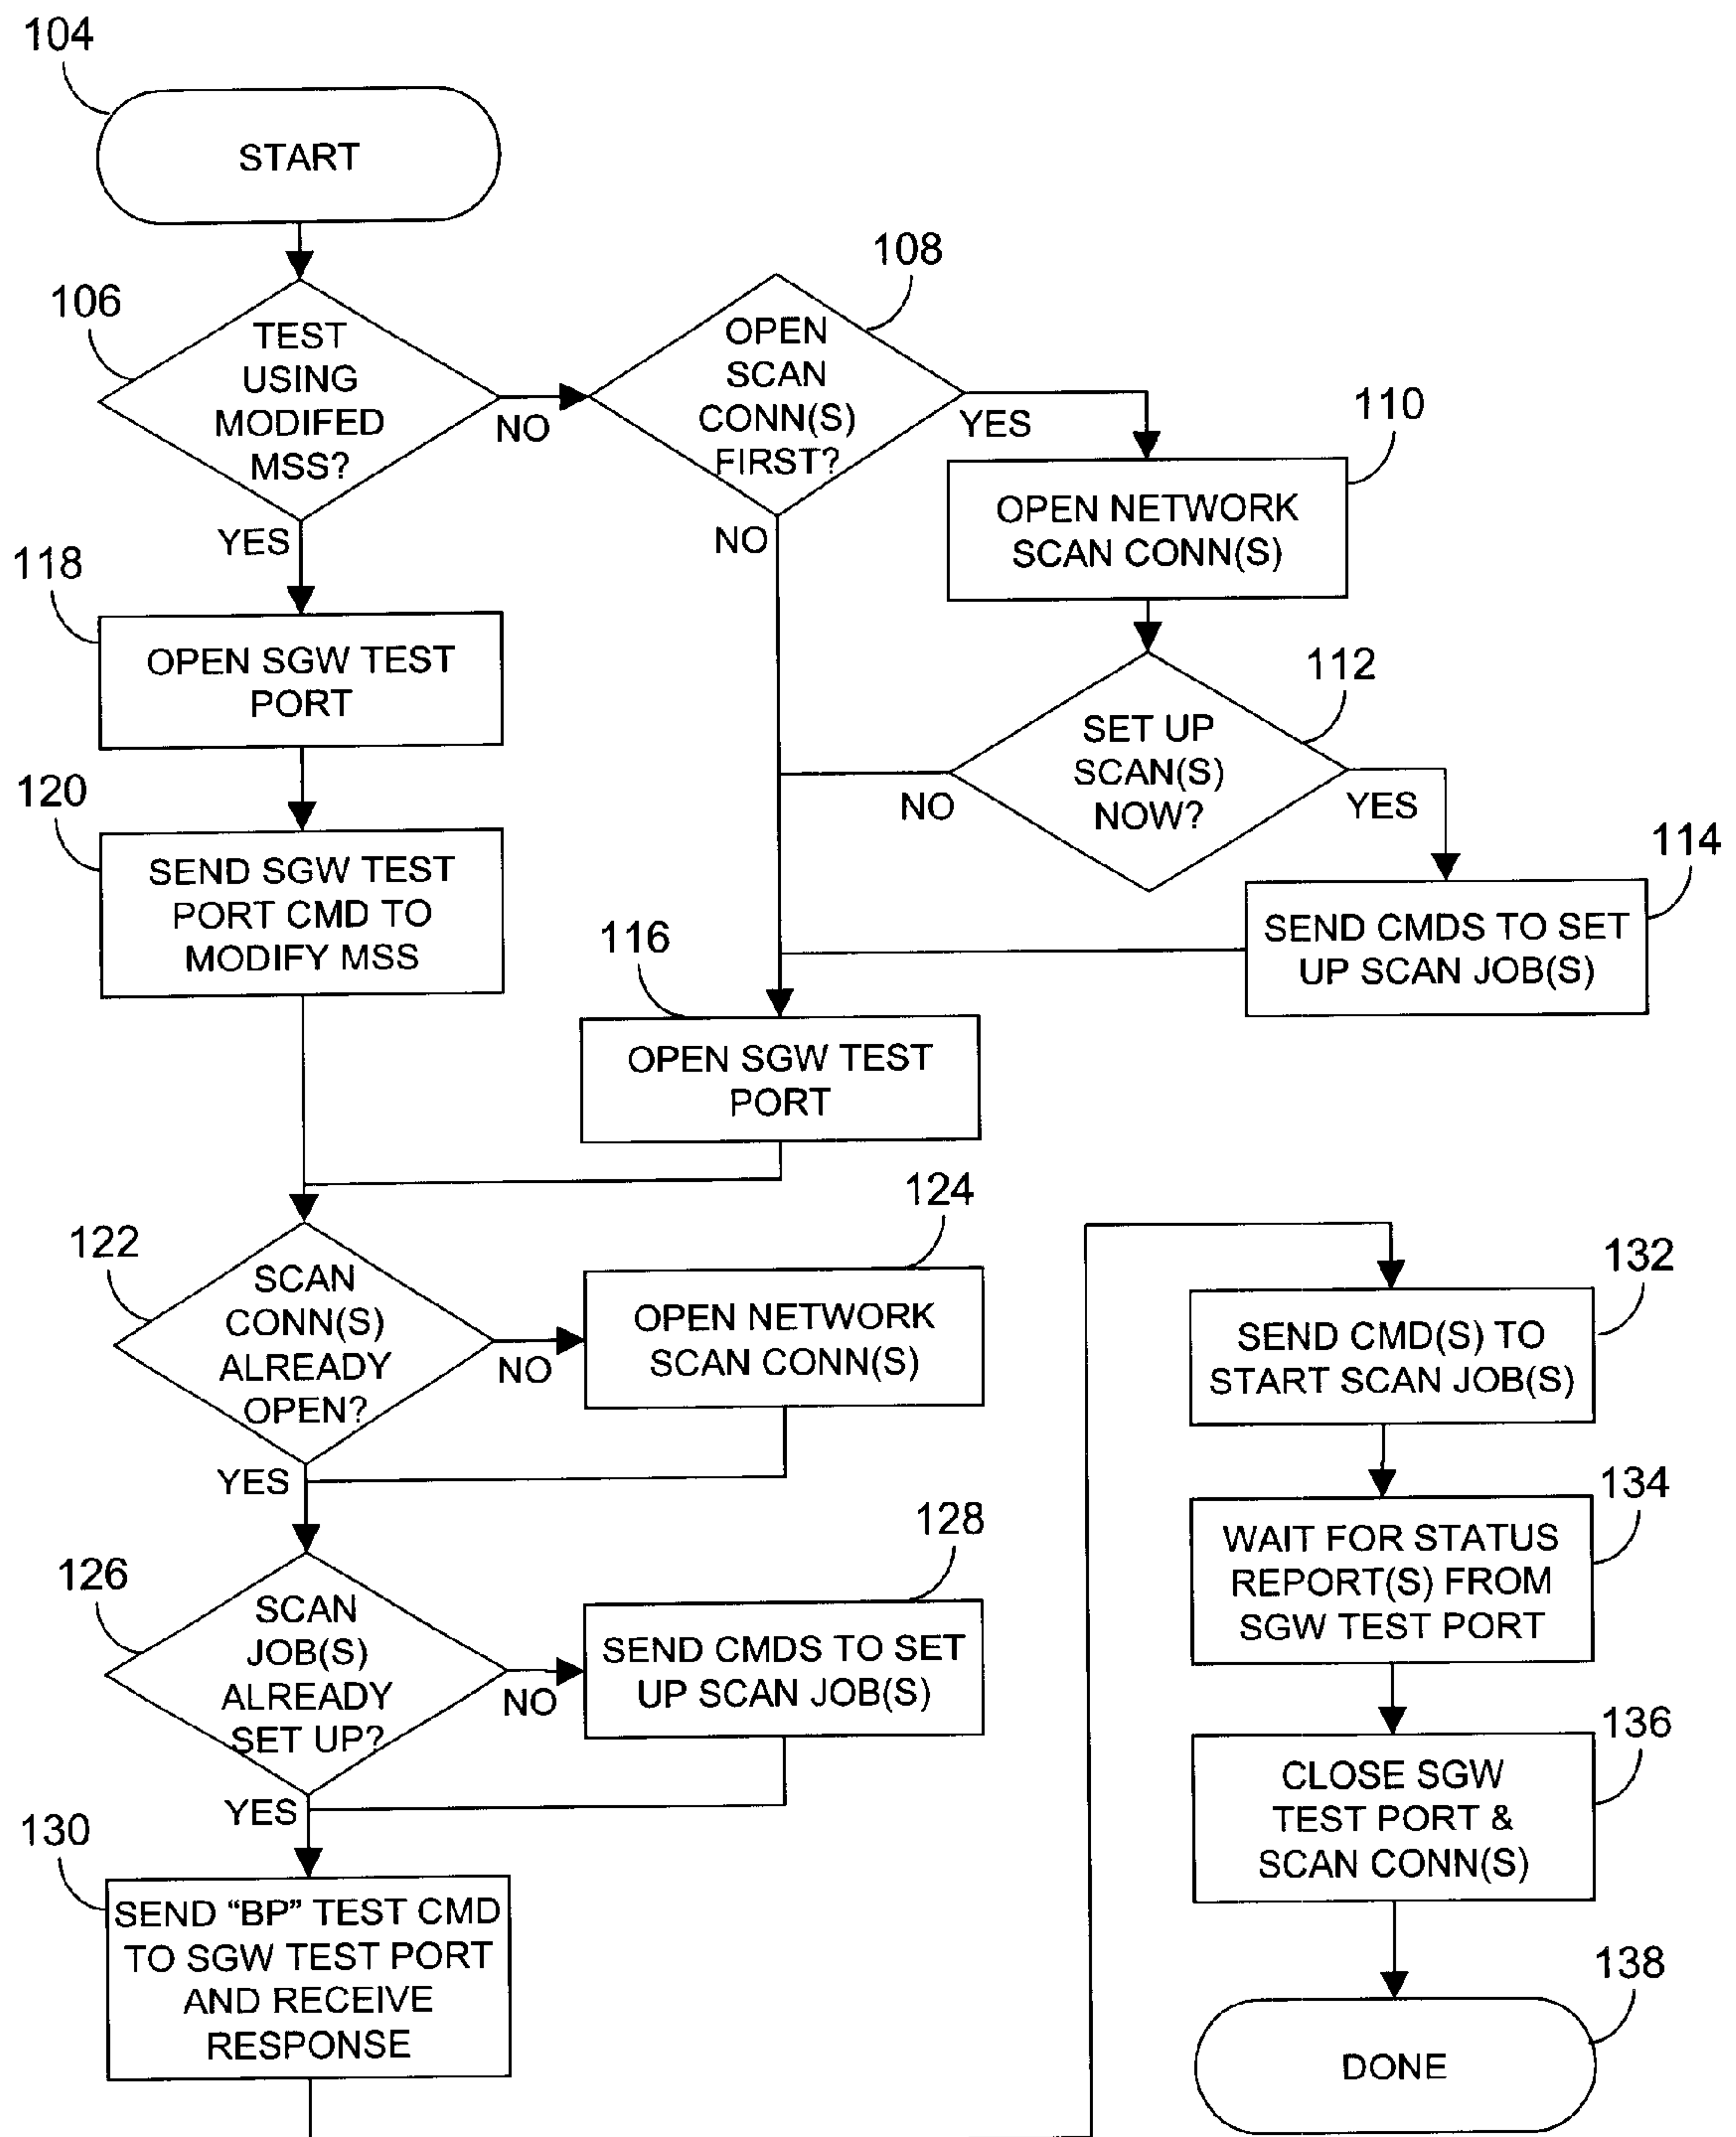 104
START
106
TEST
USING
MODIFED
MSS?
NO
YES
108
OPEN
SCAN
CONN(S)
FIRST?
YES
NO
110
OPEN NETWORK
SCAN CONN(S)
112
SET UP
SCAN(S)
NOW?
NO
YES
114
SEND CMDS TO SET
UP SCAN JOB(S)
118
OPEN SGW TEST
PORT
120
SEND SGW TEST
PORT CMD TO
MODIFY MSS
116
OPEN SGW TEST
PORT
122
SCAN
CONN(S)
ALREADY
OPEN?
NO
YES
124
OPEN NETWORK
SCAN CONN(S)
126
SCAN
JOB(S)
ALREADY
SET UP?
NO
YES
128
SEND CMDS TO SET
UP SCAN JOB(S)
130
SEND “BP” TEST CMD
TO SGW TEST PORT
AND RECEIVE
RESPONSE
132
SEND CMD(S) TO
START SCAN JOB(S)
134
WAIT FOR STATUS
REPORT(S) FROM
SGW TEST PORT
136
CLOSE SGW
TEST PORT &
SCAN CONN(S)
138
DONE